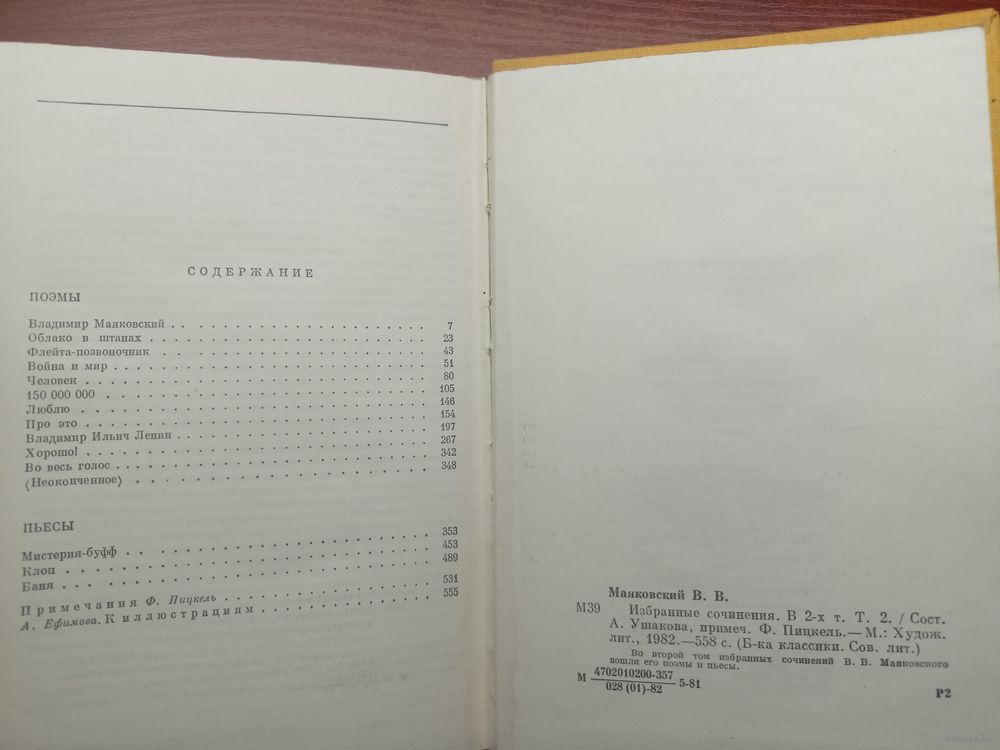 СОДЕРЖАНИЕ
ПОЭМЫ
Владимир Маяковский . . . . . . . . . . . . . . . . . . . 7
Облако в штанах . . . . . . . . . . . . . . . . . . . 23
Флейта-позвоночник . . . . . . . . . . . . . . . . . . . 43
Война и мир . . . . . . . . . . . . . . . . . . . 51
Человек . . . . . . . . . . . . . . . . . . . 80
150 000 000 . . . . . . . . . . . . . . . . . . . 105
Люблю . . . . . . . . . . . . . . . . . . . 146
Про это . . . . . . . . . . . . . . . . . . . 154
Владимир Ильич Ленин . . . . . . . . . . . . . . . . . . . 197
Хорошо! . . . . . . . . . . . . . . . . . . . 267
Во весь голос . . . . . . . . . . . . . . . . . . . 342
〈Неоконченное〉 . . . . . . . . . . . . . . . . . . . 348
ПЬЕСЫ
Мистерия-буфф . . . . . . . . . . . . . . . . . . . 353
Клоп . . . . . . . . . . . . . . . . . . . 453
Баня . . . . . . . . . . . . . . . . . . . 489
Примечания Ф. Пицкель . . . . . . . . . . . . . . . . 531
А. Ефимова. К иллюстрациям . . . . . . . . . . . . . 555
Маяковский В. В.
М39 Избранные сочинения. В 2-х т. Т. 2. / Сост.
А. Ушакова, примеч. Ф. Пицкель.— М.: Худож.
лит., 1982.—558 с. (Б-ка классики. Сов. лит.)
Во второй том избранных сочинений В. В. Маяковского
вошли его поэмы и пьесы.
М 4702010200-357
028 (01)-82 5-81
Р2
www.ay.by